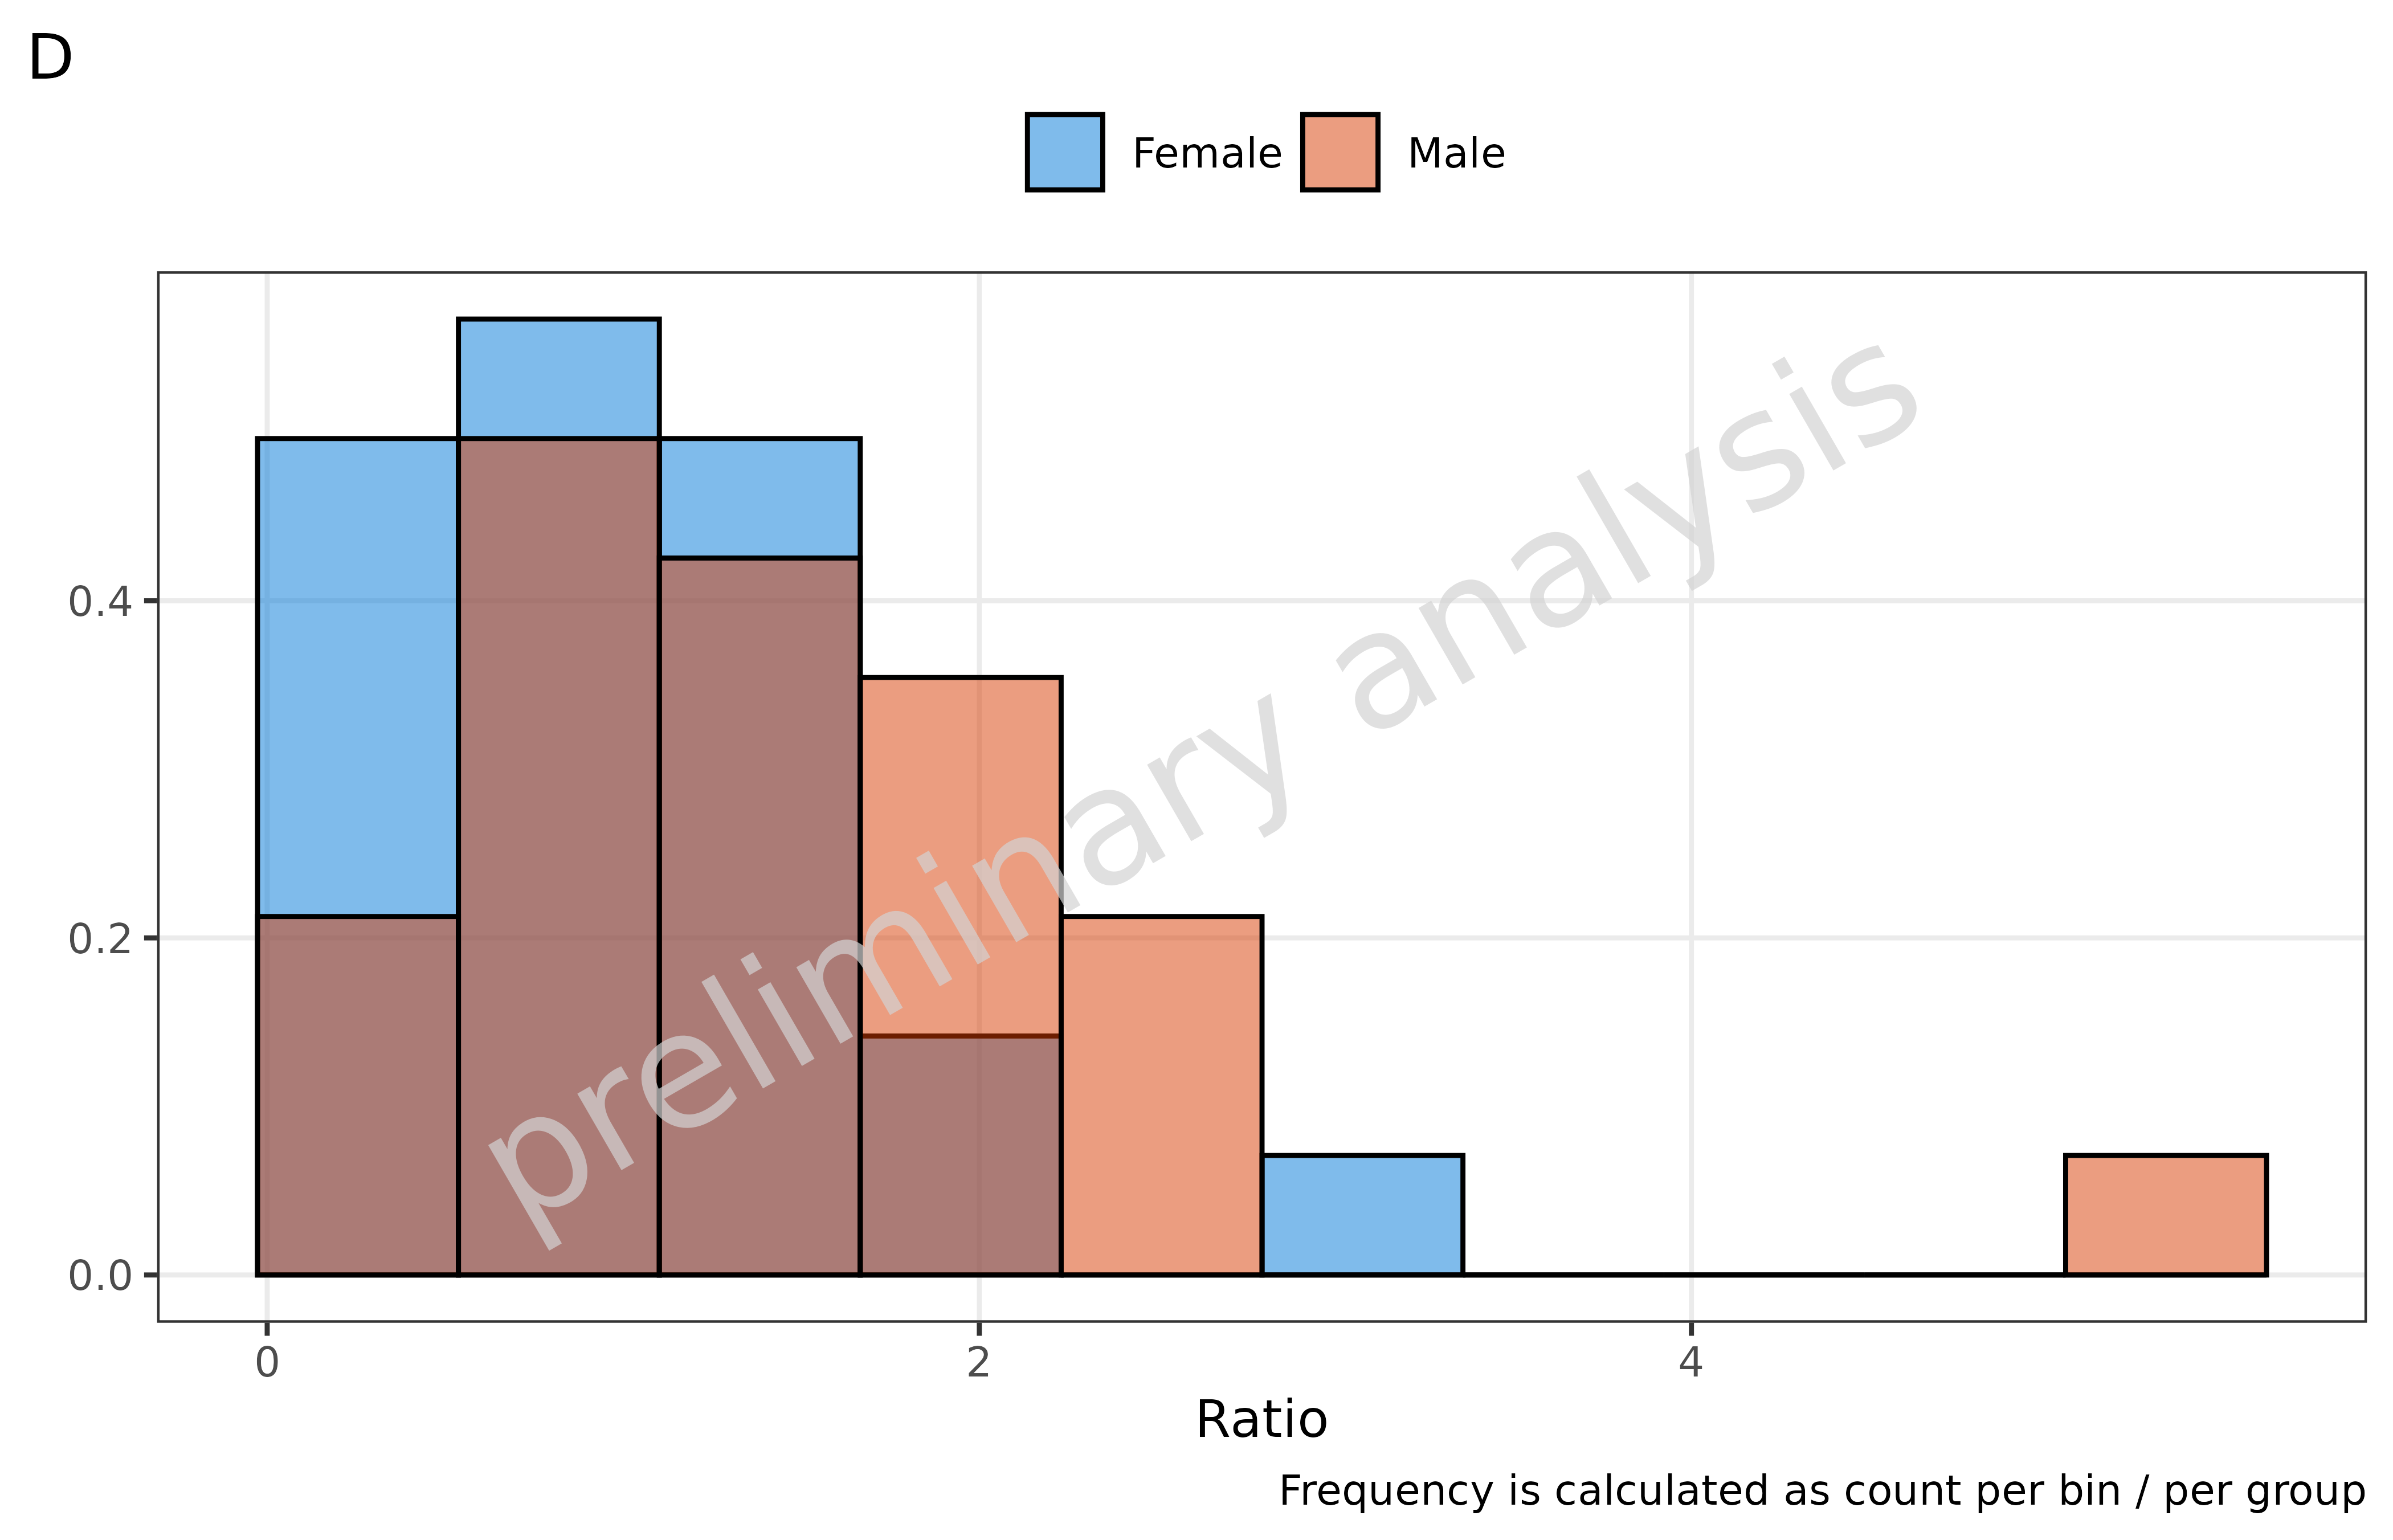 D
Female Male
preliminary analysis
0.4
0.2
0.0
0 2 4
Ratio
Frequency is calculated as count per bin / per group